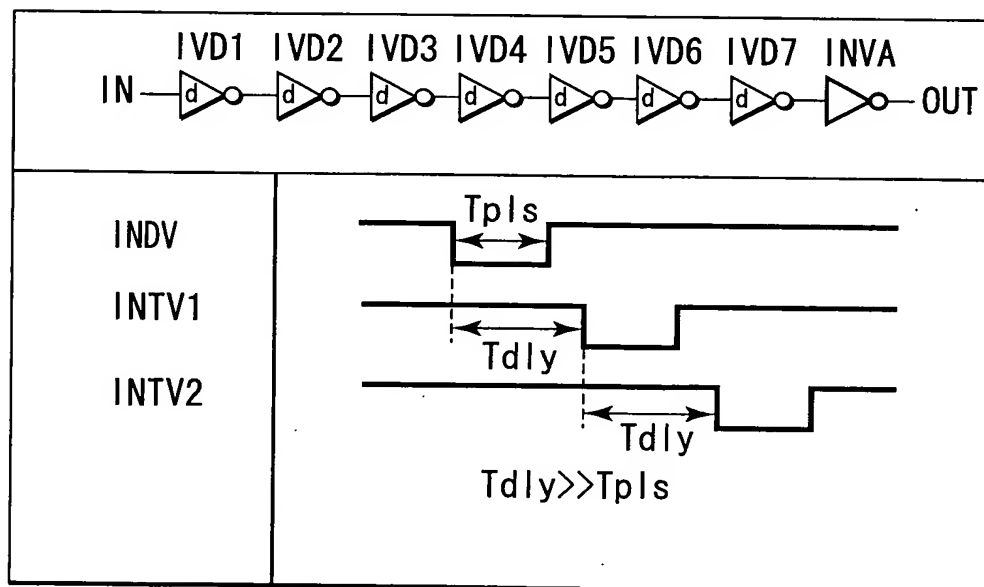 IVD1 IVD2 IVD3 IVD4 IVD5 IVD6 IVD7 INVA
IN d d d d d d d OUT
Tpls
INDV
INTV1
Tdly
INTV2
Tdly
Tdly>>Tpls